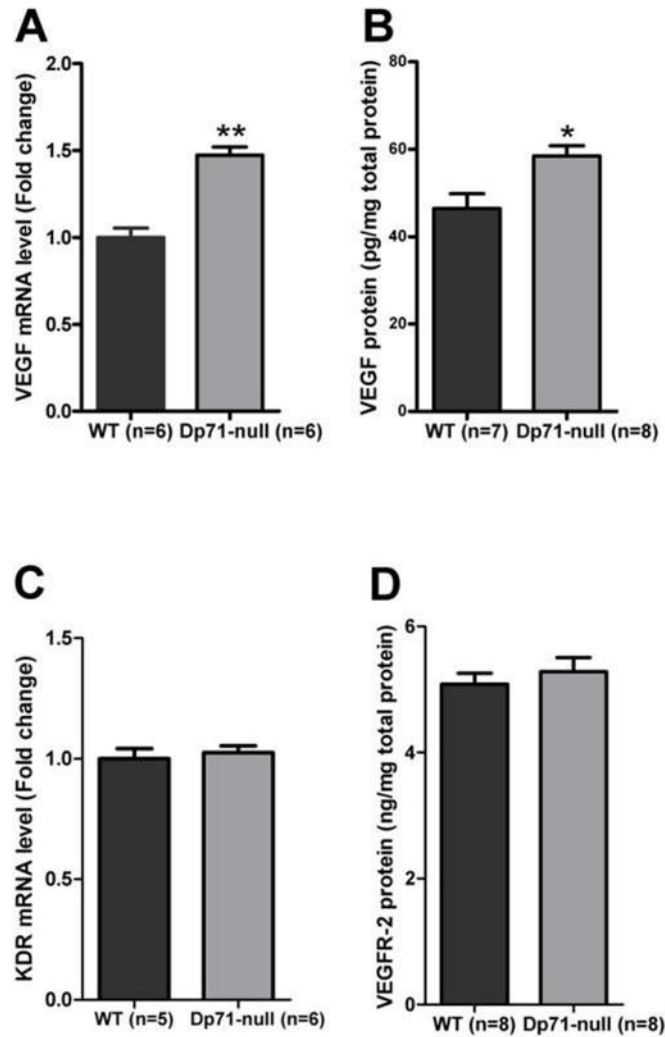 A
VEGF mRNA level (Fold change)
2.0
1.5
1.0
0.5
0.0
**
WT (n=6) Dp71-null (n=6)
B
VEGF protein (pg/mg total protein)
80
60
40
20
0
*
WT (n=7) Dp71-null (n=8)
C
KDR mRNA level (Fold change)
1.5
1.0
0.5
0.0
WT (n=5) Dp71-null (n=6)
D
VEGFR-2 protein (ng/mg total protein)
6
4
2
0
WT (n=8) Dp71-null (n=8)